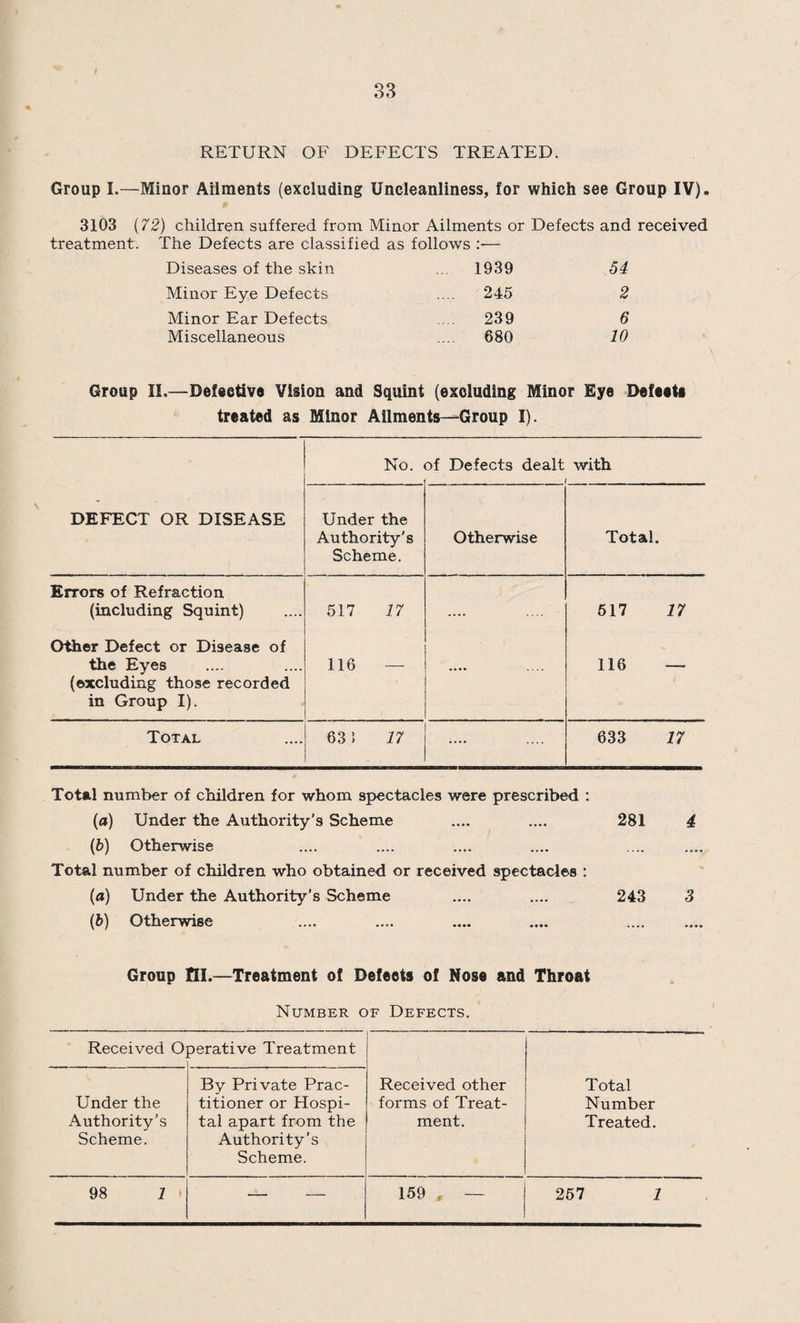 33
RETURN OF DEFECTS TREATED.
Group I.—Minor Ailments (excluding Uncleanliness, for which see Group IV).
3103 (72) children suffered from Minor Ailments or Defects and received
treatment. The Defects are classified as follows :—
Diseases of the skin ... 1939 54
Minor Eye Defects .... 245 2
Minor Ear Defects .... 239 6
Miscellaneous .... 680 10
Group II.—Defective Vision and Squint (excluding Minor Eye Defects
treated as Minor Ailments—Group I).
No. of Defects dealt with
DEFECT OR DISEASE
Under the
Authority's
Scheme.
Otherwise
Total.
Errors of Refraction
(including Squint) .... 517 17 .... .... 517 17
Other Defect or Disease of
the Eyes .... .... 116 — .... .... 116 —
(excluding those recorded
in Group I).
Total .... 633 17 .... .... 633 17
Total number of children for whom spectacles were prescribed :
(a) Under the Authority's Scheme .... .... 281 4
(b) Otherwise .... .... .... .... .... ....
Total number of children who obtained or received spectacles :
(a) Under the Authority's Scheme .... .... 243 3
(b) Otherwise .... .... .... .... .... ....
Group III.—Treatment of Defects of Nose and Throat
Number of Defects.
Received Operative Treatment
Under the
Authority's
Scheme.
By Private Prac-
titioner or Hospi-
tal apart from the
Authority's
Scheme.
Received other
forms of Treat-
ment.
Total
Number
Treated.
98 1 — — 159 — 257 1